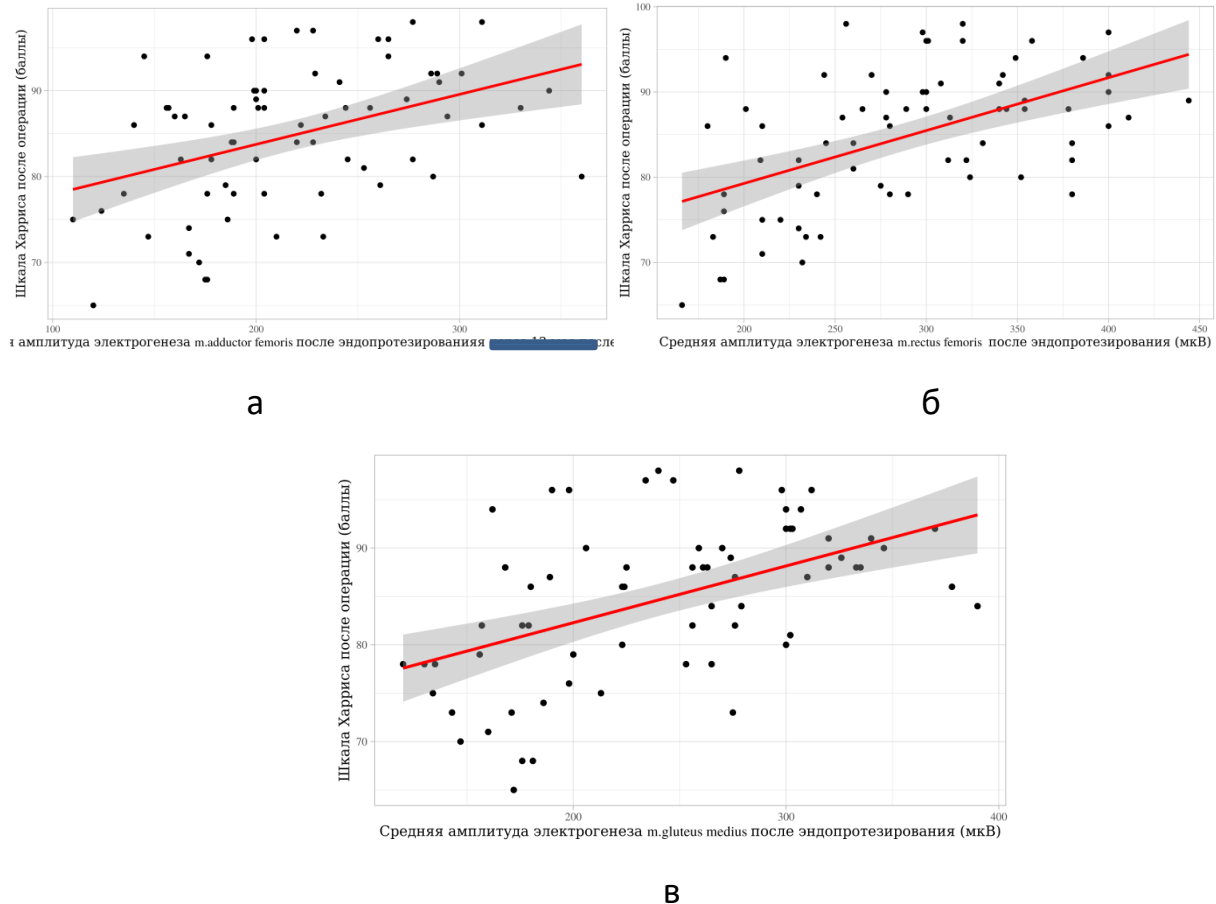 Шкала Харриса после операции (баллы)
90
80
70
100
200
300
амплитуда электрогенеза m.adductor femoris после эндопротезированияя
а
Шкала Харриса после операции (баллы)
100
90
80
70
200
250
300
350
400
450
Средняя амплитуда электрогенеза m.rectus femoris после эндопротезирования (мкВ)
б
Шкала Харриса после операции (баллы)
90
80
70
200
300
400
Средняя амплитуда электрогенеза m.gluteus medius после эндопротезирования (мкВ)
в